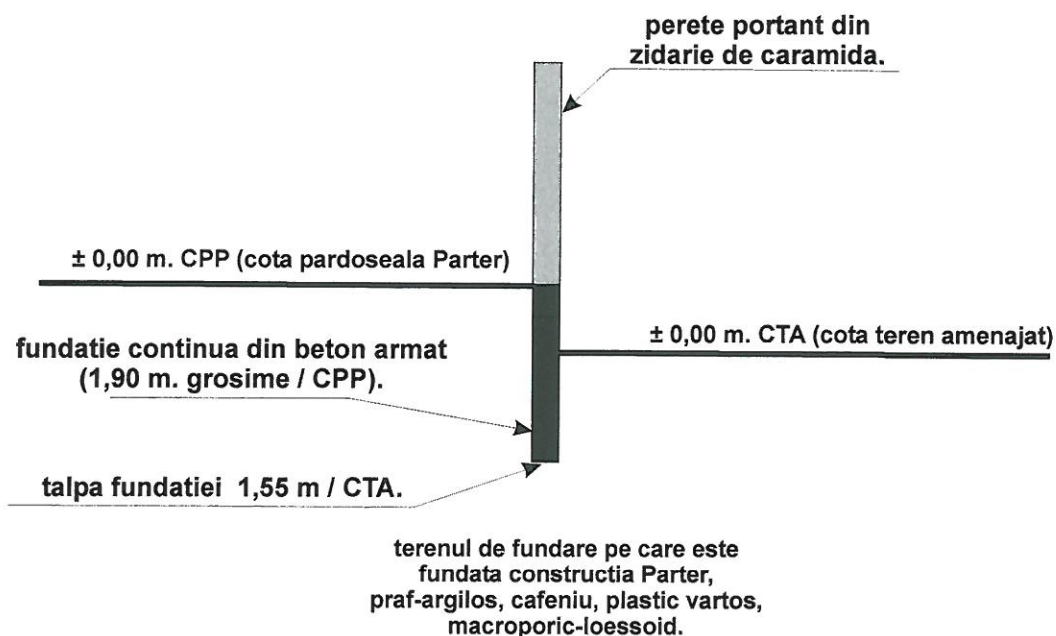 perete portant din
zidarie de caramida.
± 0,00 m. CPP (cota pardoseala Parter)
± 0,00 m. CTA (cota teren amenajat)
fundatie continua din beton armat
(1,90 m. grosime / CPP).
talpa fundatiei 1,55 m / CTA.
terenul de fundare pe care este
fundata constructia Parter,
praf-argilos, cafeniu, plastic vartos,
macroporic-loessoid.